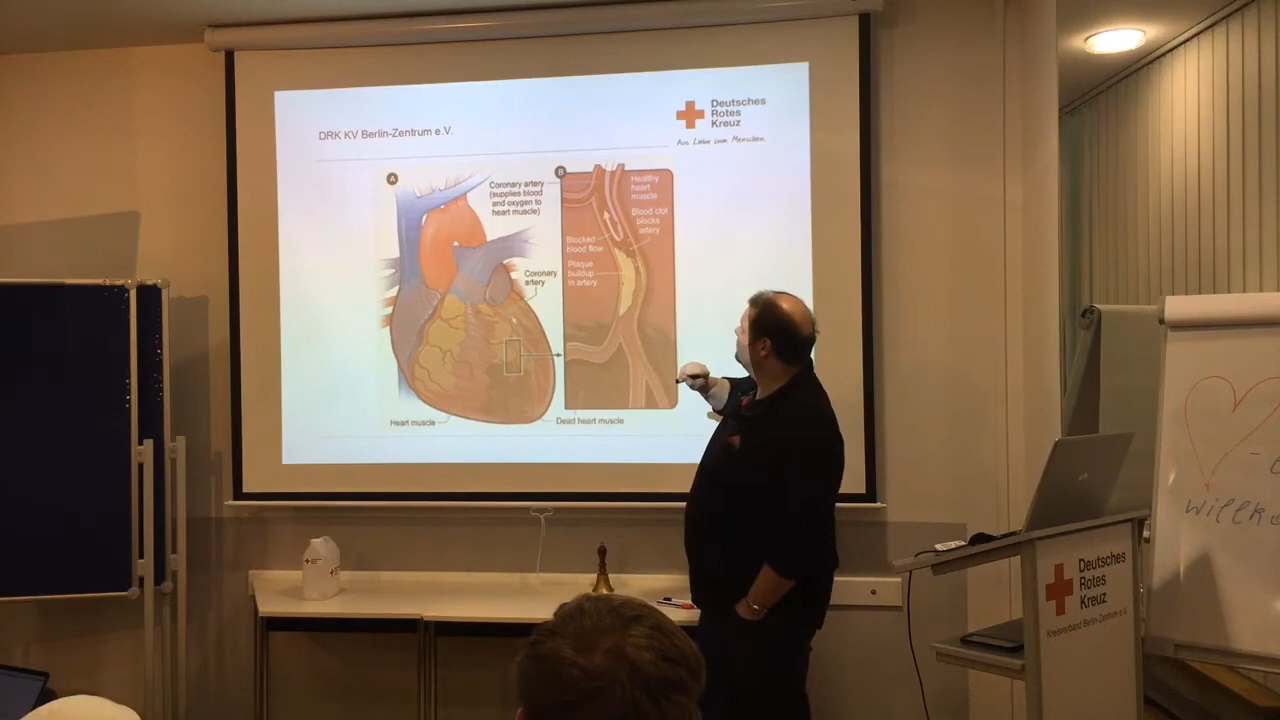 DRK KV Berlin-Zentrum e.V.
Deutsches
Rotes
Kreuz
Aus Liebe zum Menschen.
A
Coronary artery
(supplies blood
and oxygen to
heart muscle)
Coronary
artery
Heart muscle
B
Healthy
heart
muscle
Blood clot
blocks
artery
Blocked
blood flow
Plaque
buildup
in artery
Dead heart muscle
Deutsches
Rotes
Kreuz
Kreisverband Berlin-Zentrum e.V.
Willko